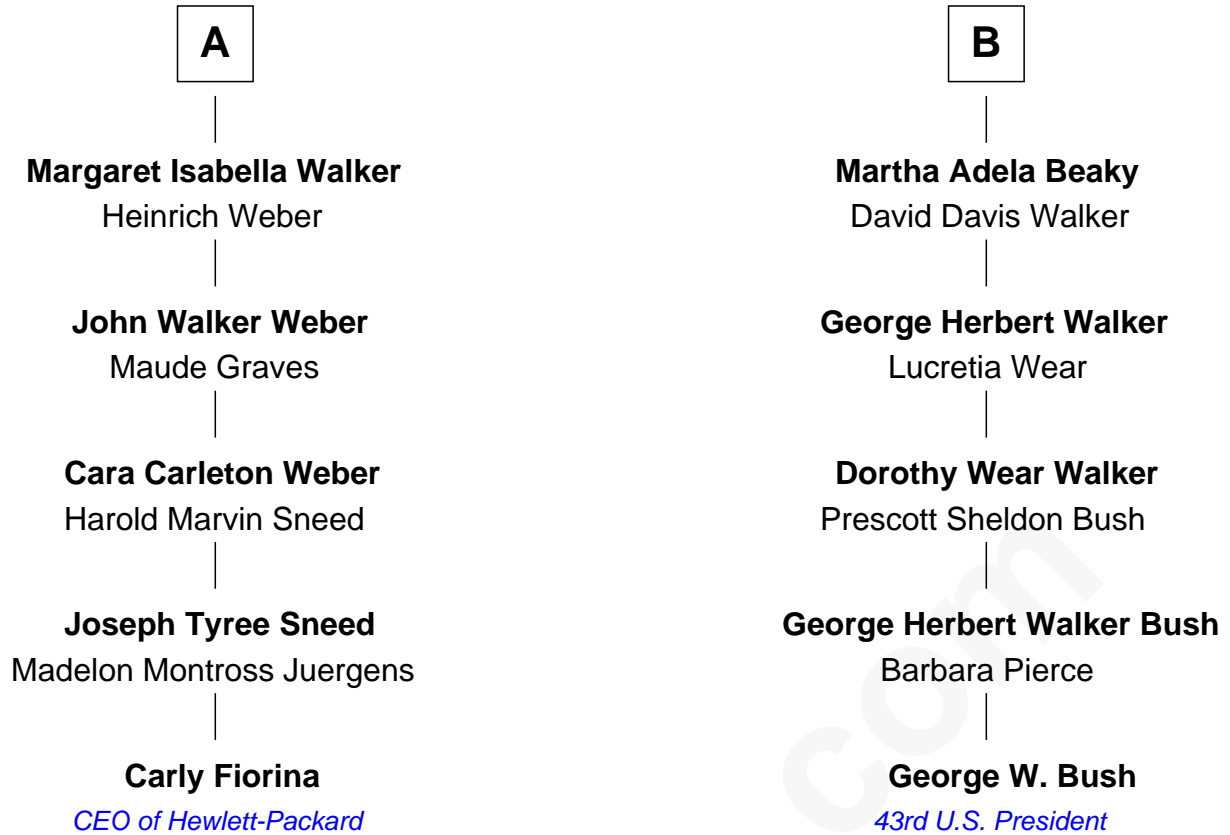 A
Margaret Isabella Walker
Heinrich Weber
John Walker Weber
Maude Graves
Cara Carleton Weber
Harold Marvin Sneed
Joseph Tyree Sneed
Madelon Montross Juergens
Carly Fiorina
CEO of Hewlett-Packard
B
Martha Adela Beaky
David Davis Walker
George Herbert Walker
Lucretia Wear
Dorothy Wear Walker
Prescott Sheldon Bush
George Herbert Walker Bush
Barbara Pierce
George W. Bush
43rd U.S. President
com